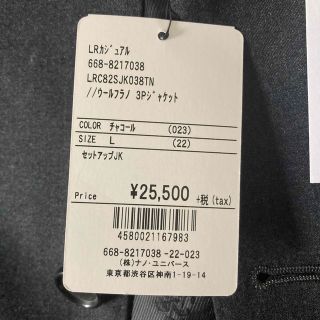 LRカジュアル
668-8217038
LRC82SJK038TN
//ウールフラノ 3Pジャケット
COLOR チャコール (023)
SIZE L (22)
セットアップJK
Price ¥25,500 +税(tax)
4580021167983
668-8217038-22-023
(株)ナノ・ユニバース
東京都渋谷区神南1-19-14